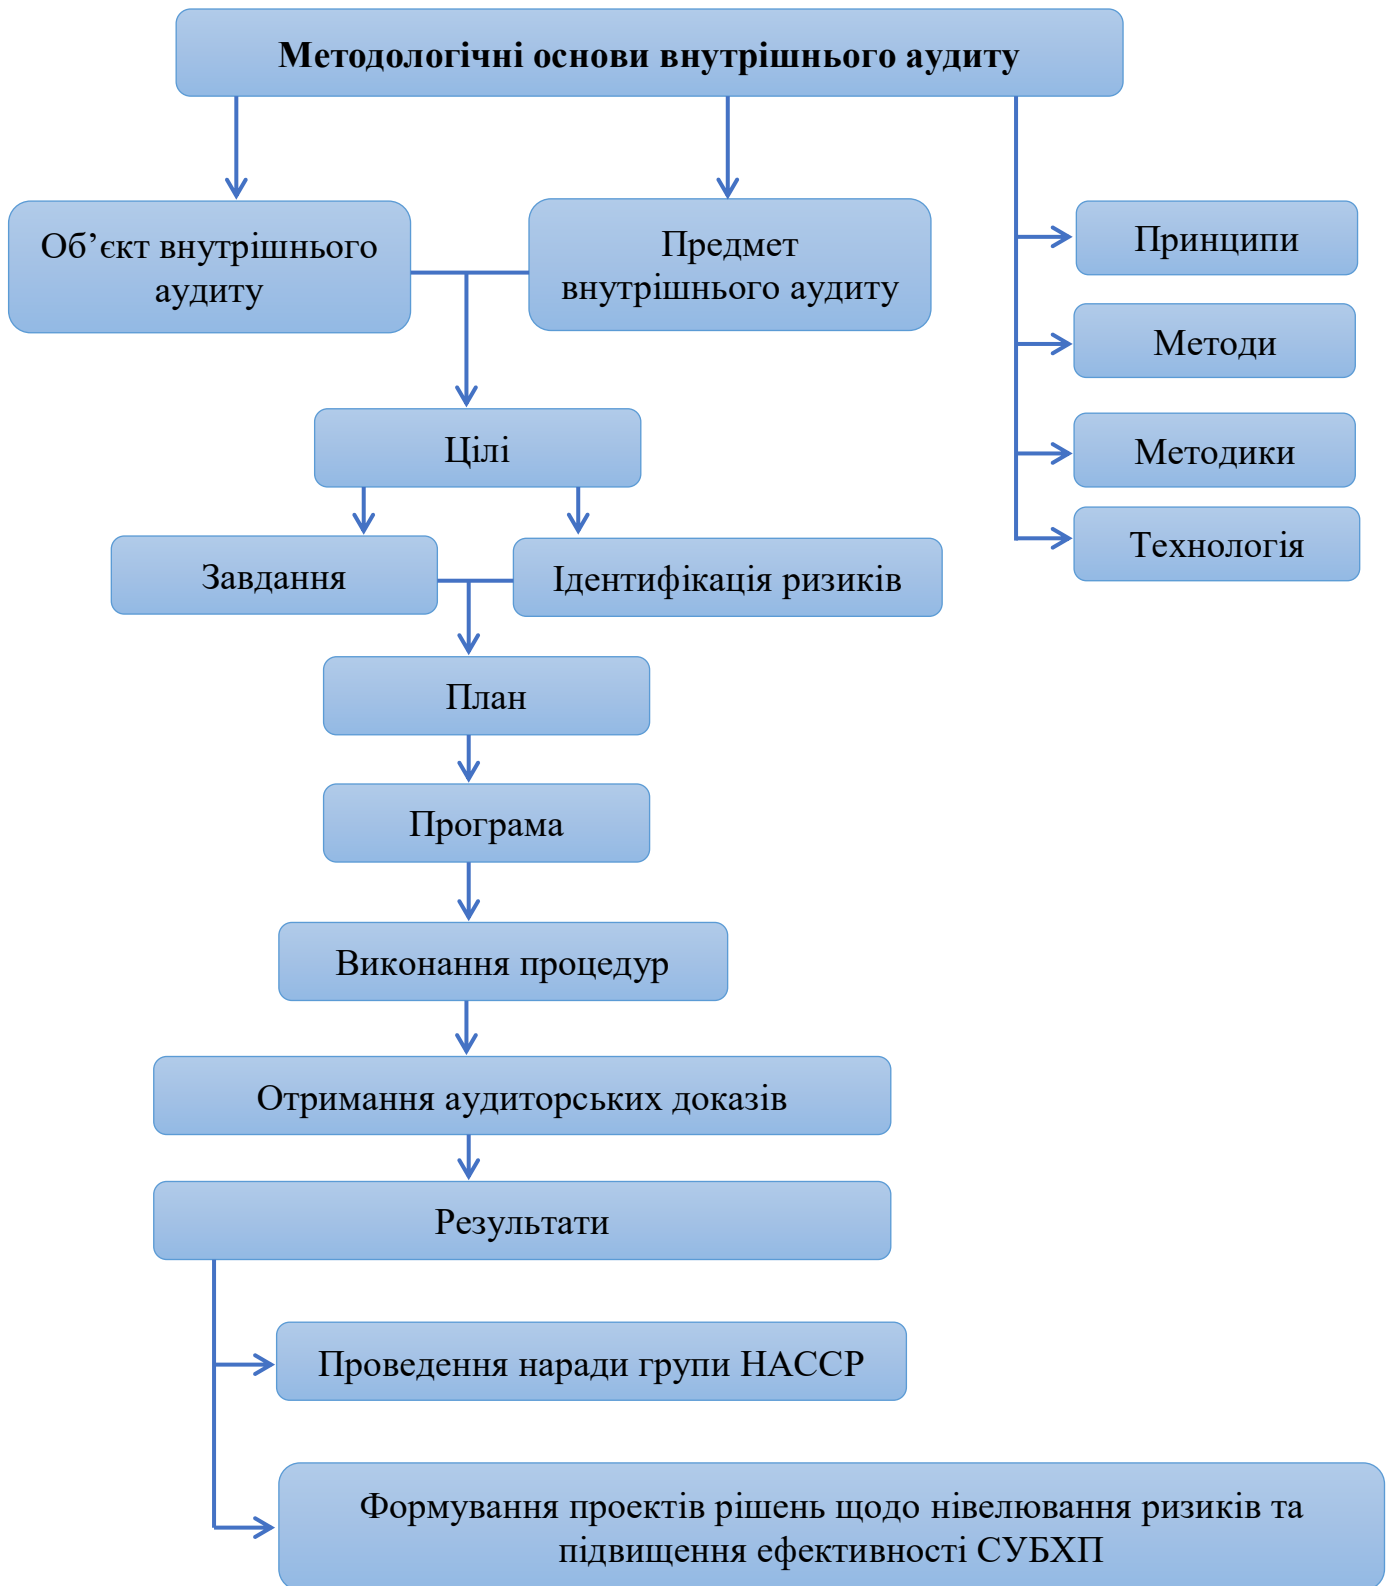 Методологічні основи внутрішнього аудиту
Об’єкт внутрішнього
аудиту
Предмет
внутрішнього аудиту
Принципи
Методи
Методики
Технологія
Цілі
Завдання
Ідентифікація ризиків
План
Програма
Виконання процедур
Отримання аудиторських доказів
Результати
Проведення наради групи НАССР
Формування проектів рішень щодо нівелювання ризиків та
підвищення ефективності СУБХП